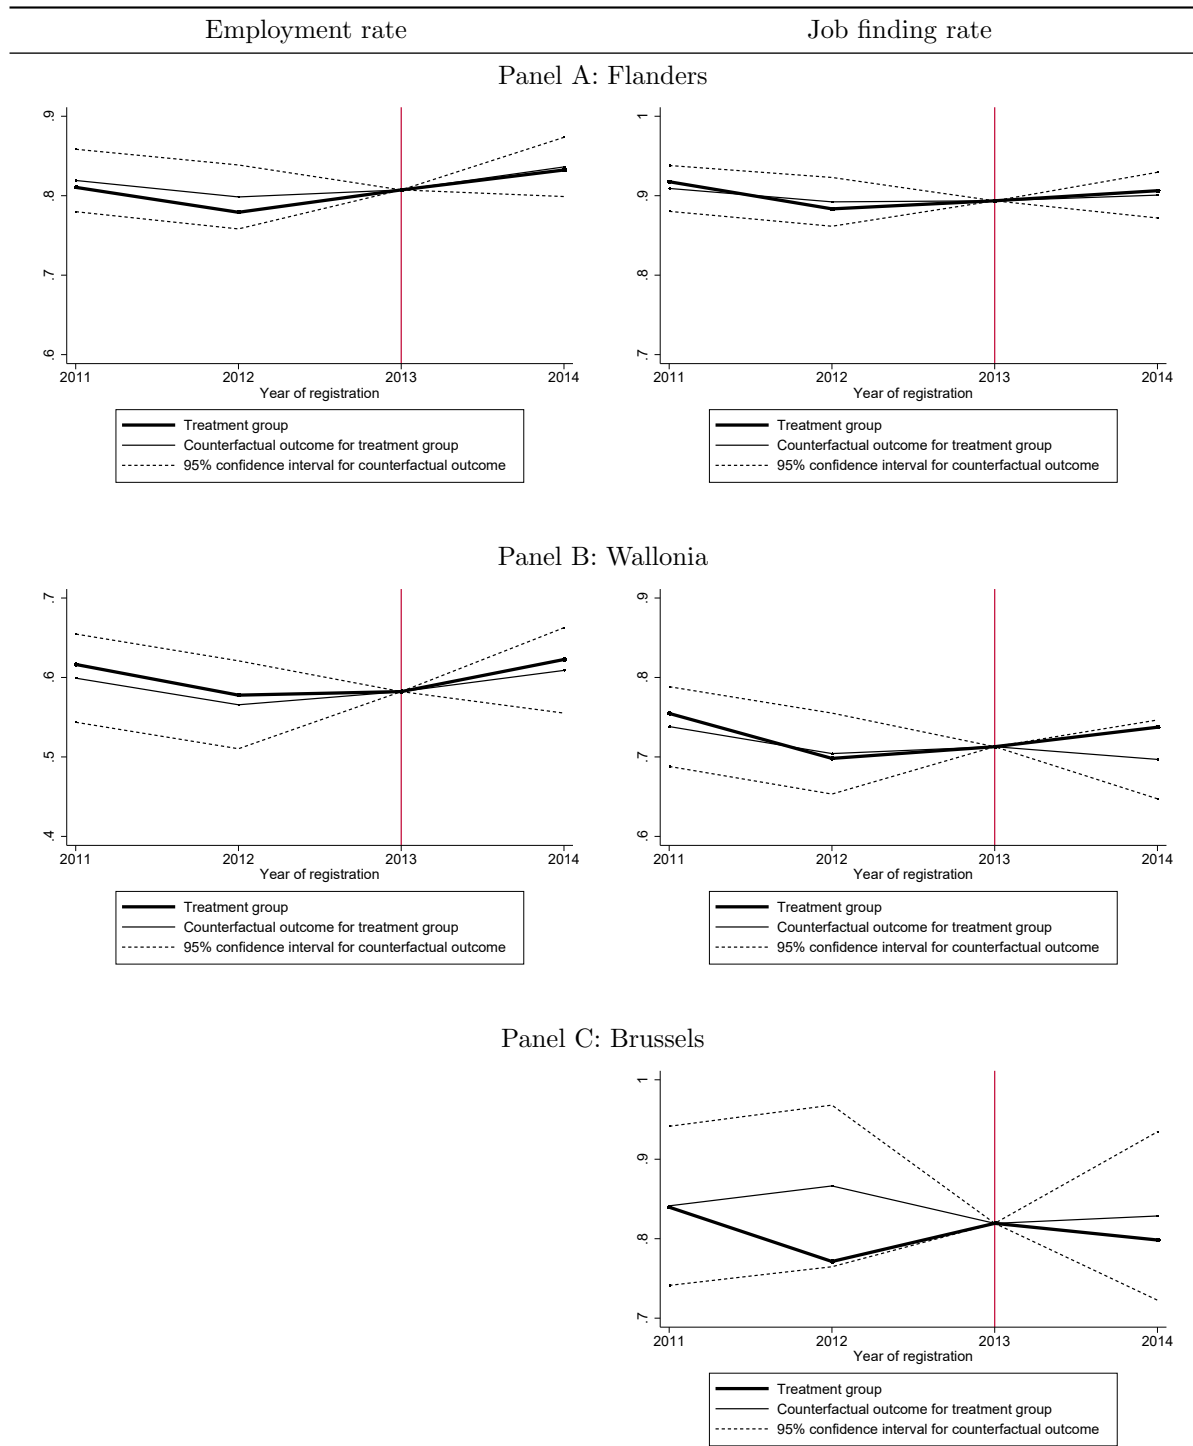 Employment rate
Job finding rate
Panel A: Flanders
.9
.8
.7
.6
2011
2012
2013
2014
Year of registration
Treatment group
Counterfactual outcome for treatment group
95% confidence interval for counterfactual outcome
1
.9
.8
.7
2011
2012
2013
2014
Year of registration
Treatment group
Counterfactual outcome for treatment group
95% confidence interval for counterfactual outcome
Panel B: Wallonia
.7
.6
.5
.4
2011
2012
2013
2014
Year of registration
Treatment group
Counterfactual outcome for treatment group
95% confidence interval for counterfactual outcome
.9
.8
.7
.6
2011
2012
2013
2014
Year of registration
Treatment group
Counterfactual outcome for treatment group
95% confidence interval for counterfactual outcome
Panel C: Brussels
1
.9
.8
.7
2011
2012
2013
2014
Year of registration
Treatment group
Counterfactual outcome for treatment group
95% confidence interval for counterfactual outcome